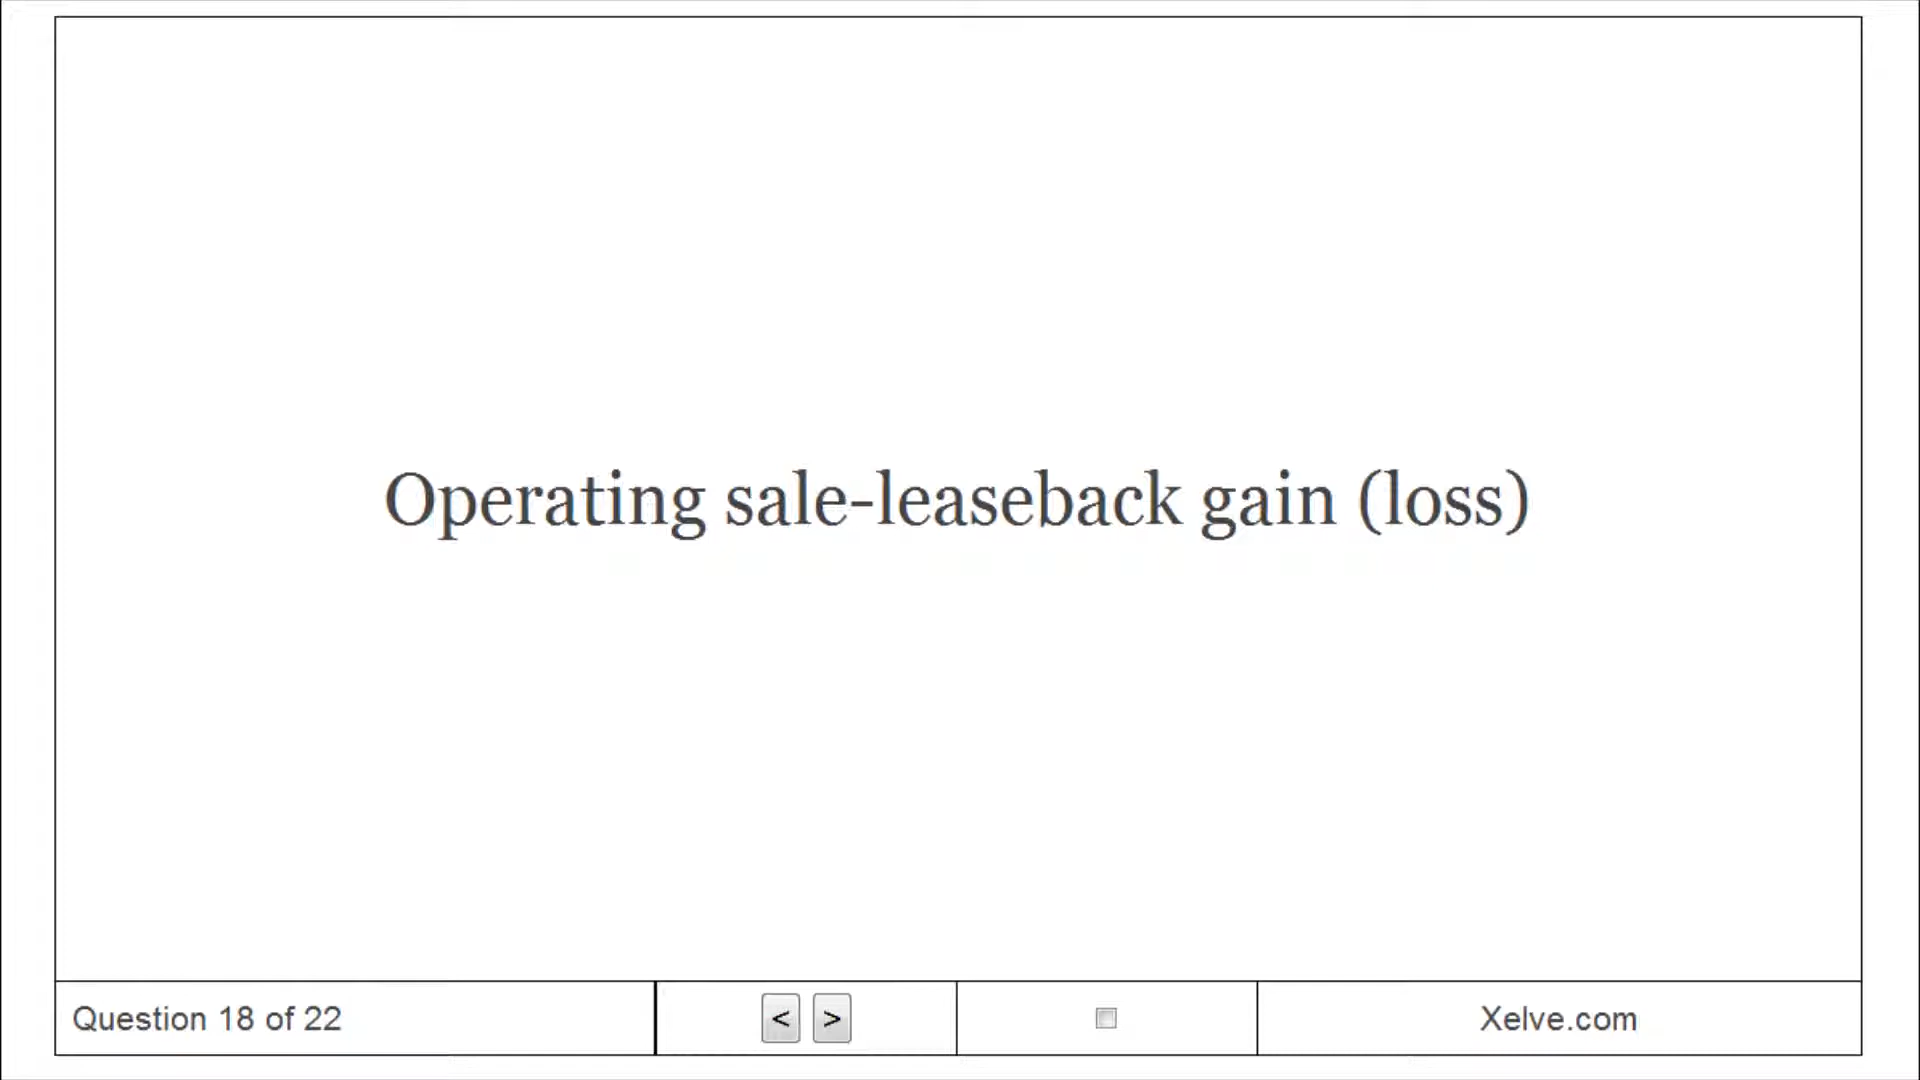 Operating sale-leaseback gain (loss)
Question 18 of 22
< >
Xelve.com